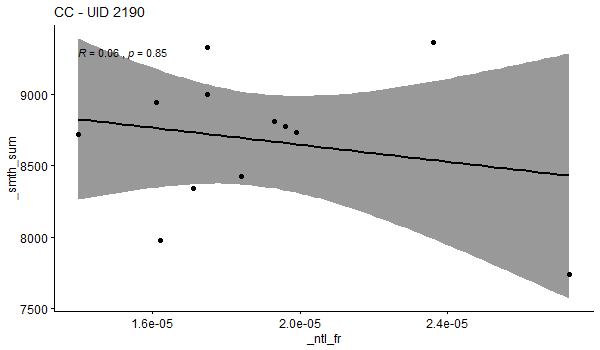 CC - UID 2190
R = 0.06 , p = 0.85
9000
8500
8000
7500
_smth_sum
1.6e-05 2.0e-05 2.4e-05
_ntl_fr